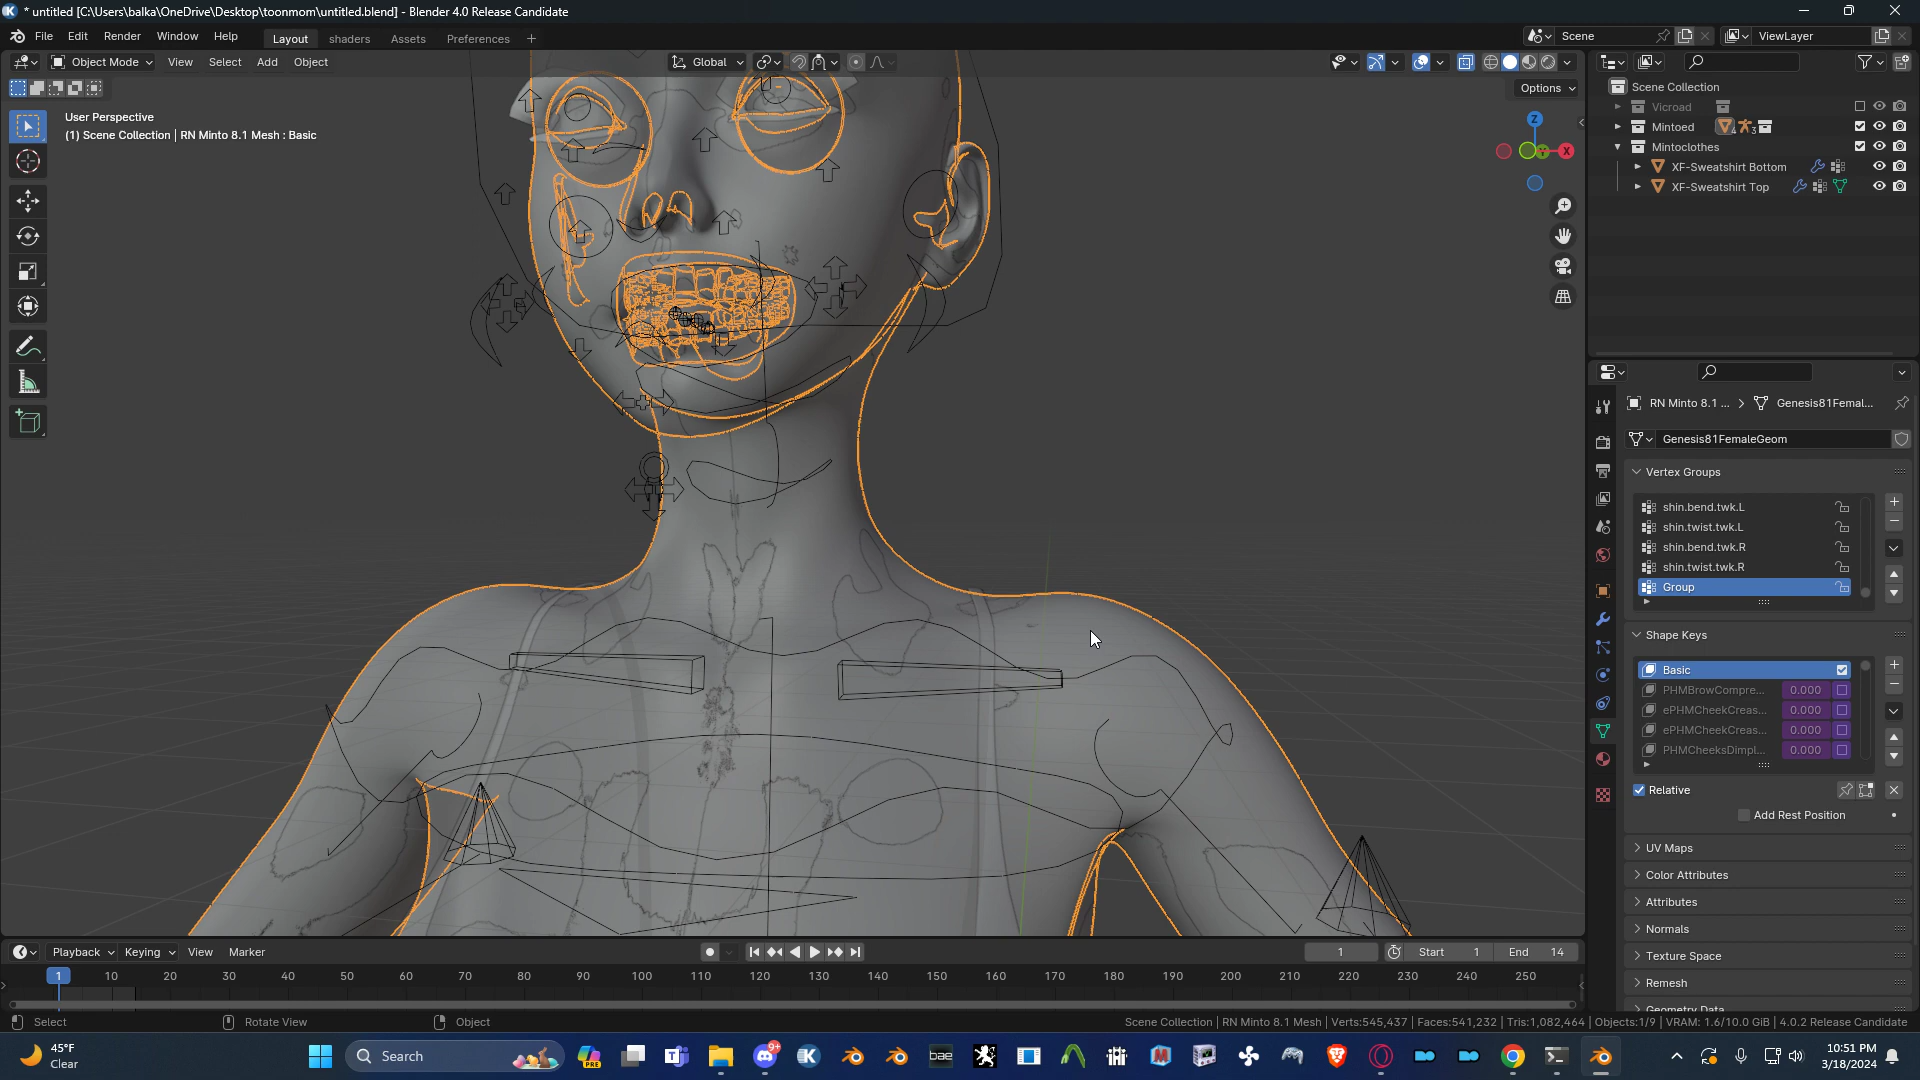 * untitled [C:\Users\balka\OneDrive\Desktop\toonmom\untitled.blend] - Blender 4.0 Release Candidate
File Edit Render Window Help Layout shaders Assets Preferences + Scene ViewLayer
Object Mode View Select Add Object Global
Options
User Perspective
(1) Scene Collection | RN Minto 8.1 Mesh : Basic
Z
X
Y
Scene Collection
Vicroad
Mintoed 3
Mintoclothes
XF-Sweatshirt Bottom
XF-Sweatshirt Top
RN Minto 8.1 ... > Genesis81Femal...
Genesis81FemaleGeom
Vertex Groups
shin.bend.twk.L
shin.twist.twk.L
shin.bend.twk.R
shin.twist.twk.R
Group
Shape Keys
Basic
PHMBrowCompre... 0.000
ePHMCheekCreas... 0.000
ePHMCheekCreas... 0.000
PHMCheeksDimpl... 0.000
Relative
Add Rest Position
UV Maps
Color Attributes
Attributes
Normals
Texture Space
Remesh
Geometry Data
Playback Keying View Marker 1 Start 1 End 14
1 10 20 30 40 50 60 70 80 90 100 110 120 130 140 150 160 170 180 190 200 210 220 230 240 250
Select Rotate View Object Scene Collection | RN Minto 8.1 Mesh | Verts:545,437 | Faces:541,232 | Tris:1,082,464 | Objects:1/9 | VRAM: 1.6/10.0 GiB | 4.0.2 Release Candidate
45°F
Clear
Search
PRE
9+
bae
10:51 PM
3/18/2024